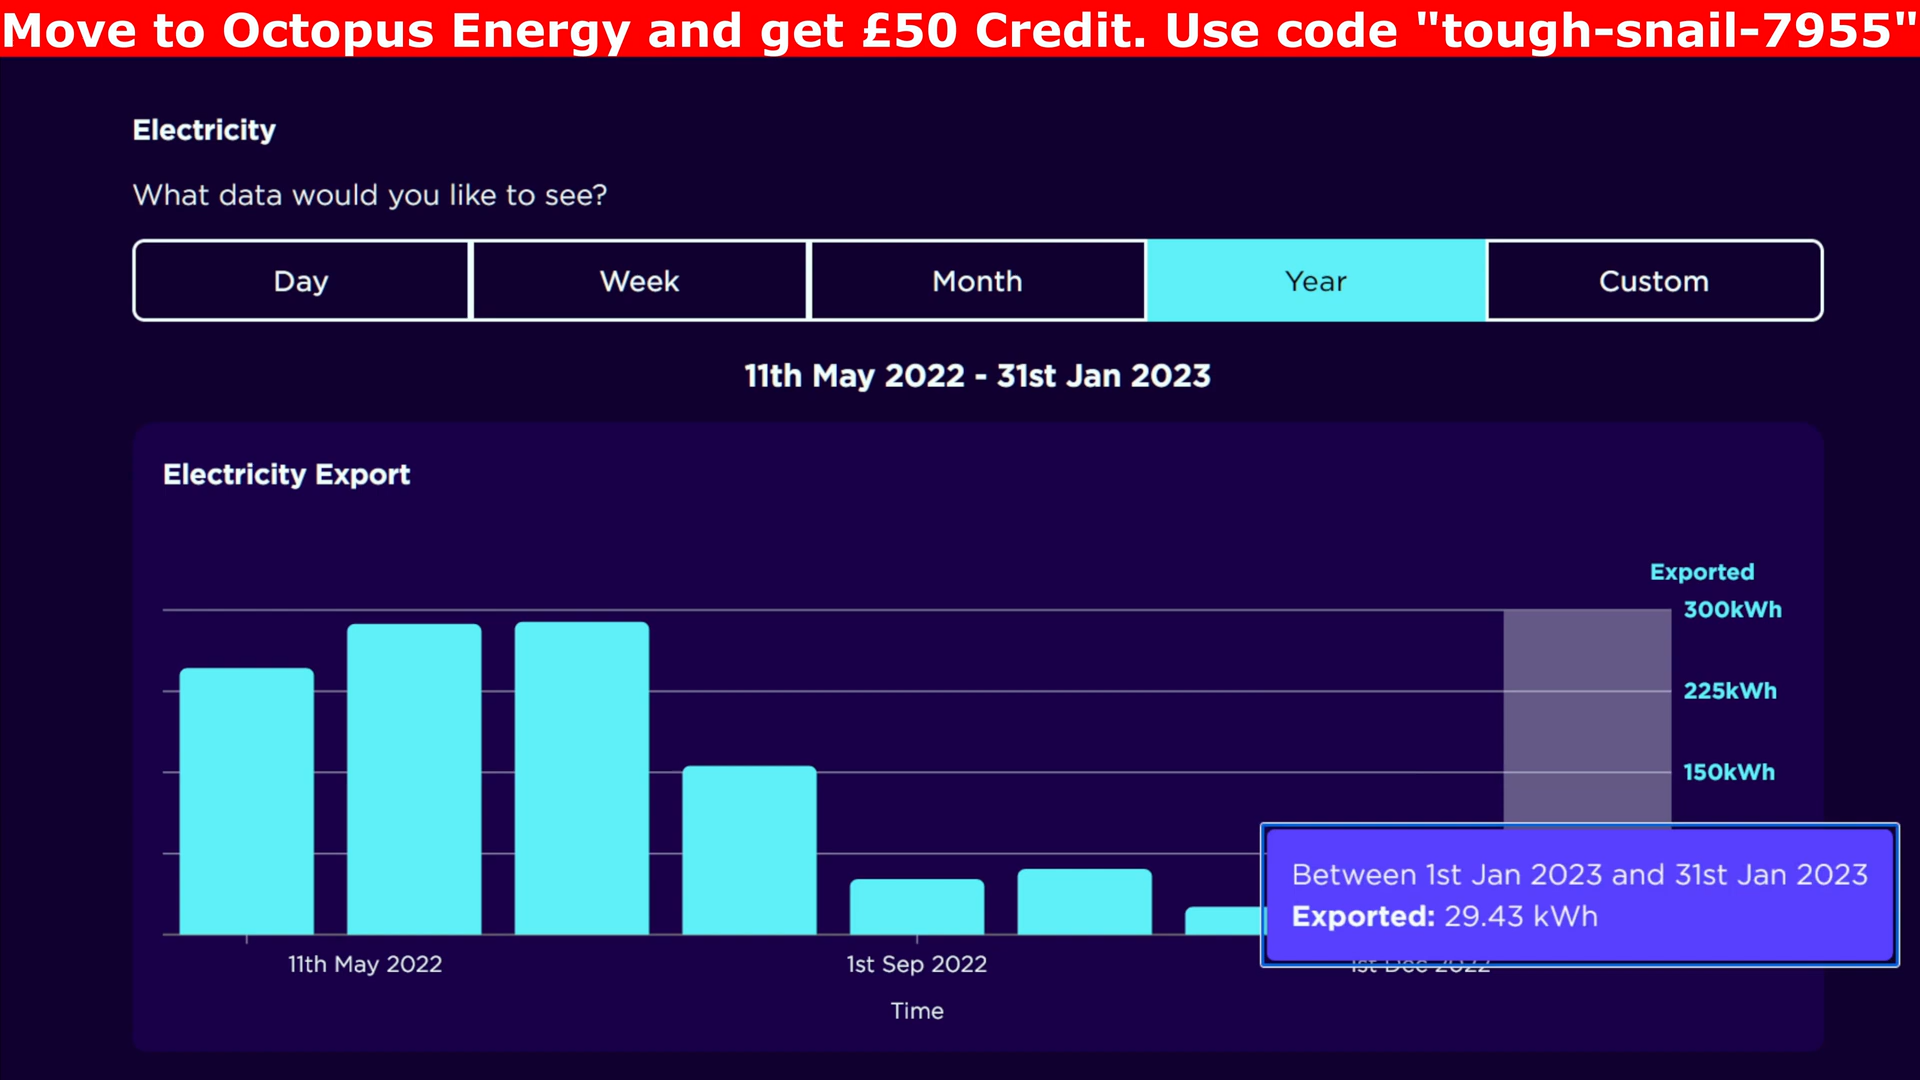 Move to Octopus Energy and get £50 Credit. Use code "tough-snail-7955"
Electricity
What data would you like to see?
Day
Week
Month
Year
Custom
11th May 2022 - 31st Jan 2023
Electricity Export
Exported
300kWh
225kWh
150kWh
Between 1st Jan 2023 and 31st Jan 2023
Exported: 29.43 kWh
11th May 2022
1st Sep 2022
1st Dec 2022
Time